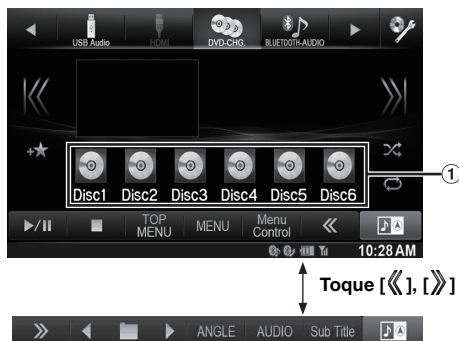 USB Audio HDMI DVD-CHG. BLUETOOTH-AUDIO
Disc1 Disc2 Disc3 Disc4 Disc5 Disc6
1
TOP MENU MENU Menu Control
10:28 AM
Toque [《], [》]
ANGLE AUDIO Sub Title